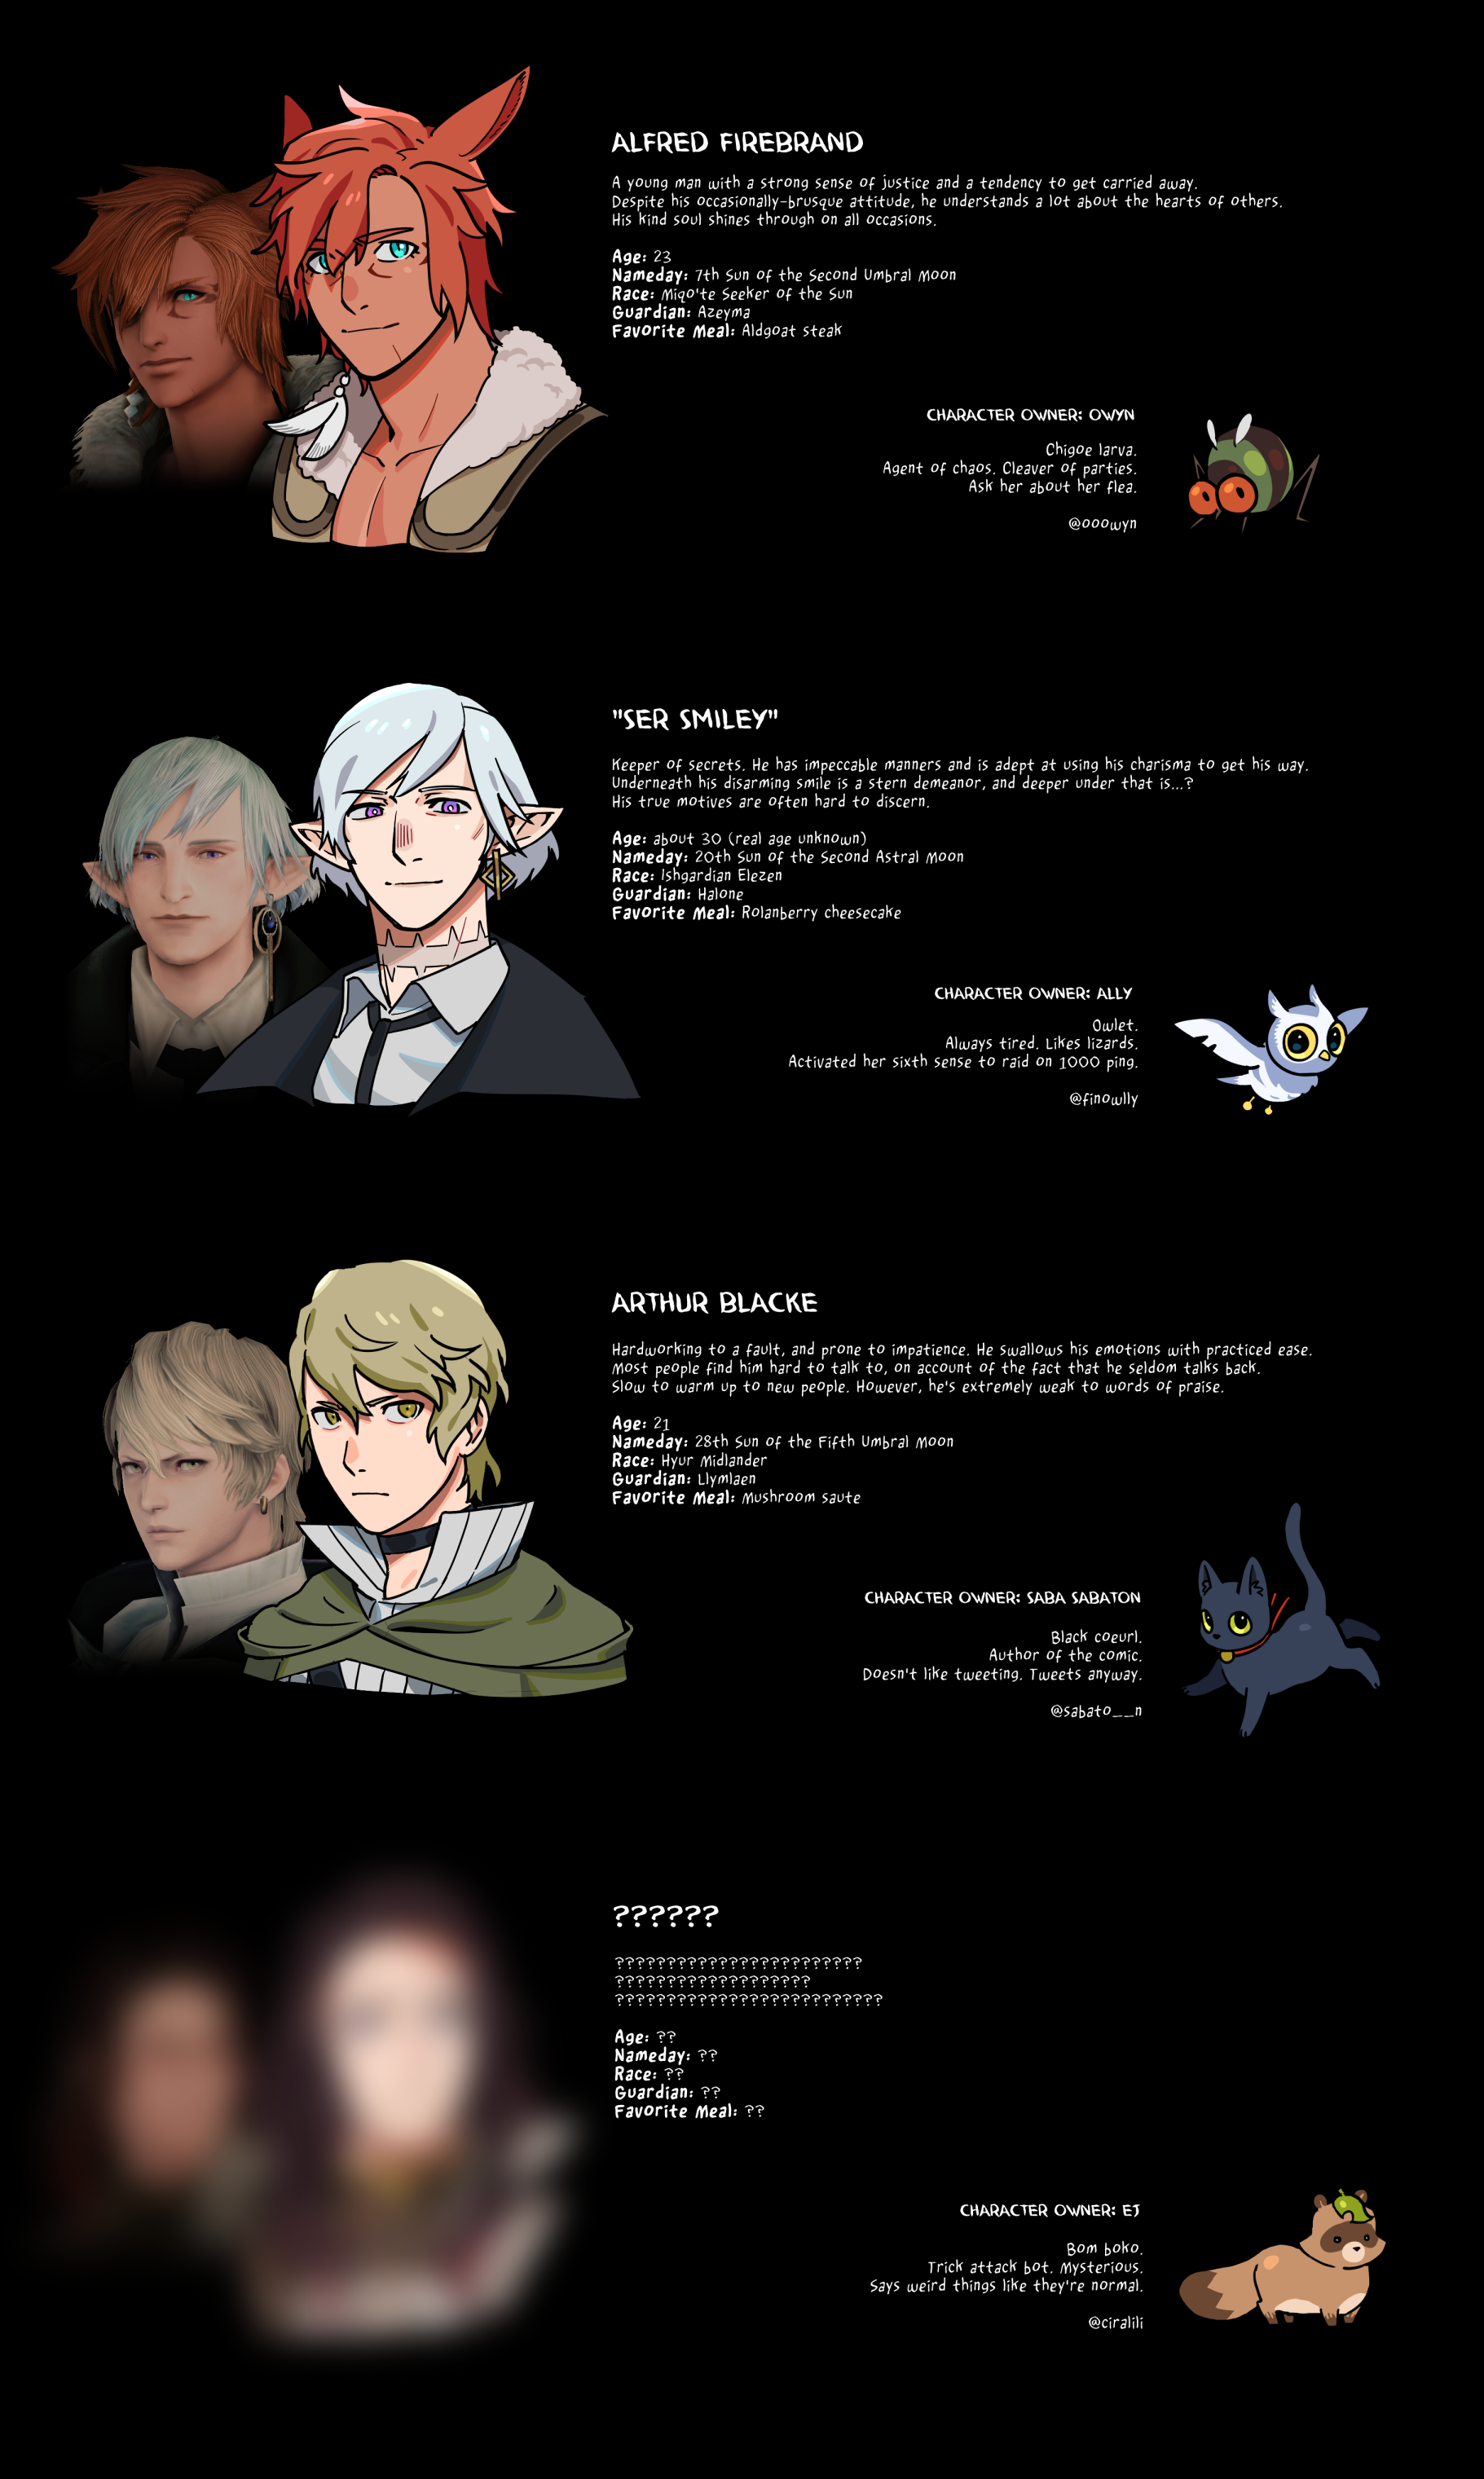 ALFRED FIREBRAND
A young man with a strong sense of justice and a tendency to get carried away.
Despite his occasionally-brusque attitude, he understands a lot about the hearts of others.
His kind soul shines through on all occasions.
Age: 23
Nameday: 7th Sun of the Second Umbral Moon
Race: Miqo'te Seeker of the Sun
Guardian: Azeyma
Favorite Meal: Aldgoat steak
CHARACTER OWNER: OWYN
Chigoe larva.
Agent of chaos. Cleaver of parties.
Ask her about her flea.
@ooowyn
"SER SMILEY"
Keeper of secrets. He has impeccable manners and is adept at using his charisma to get his way.
Underneath his disarming smile is a stern demeanor, and deeper under that is...?
His true motives are often hard to discern.
Age: about 30 (real age unknown)
Nameday: 20th Sun of the Second Astral Moon
Race: Ishgardian Elezen
Guardian: Halone
Favorite Meal: Rolanberry cheesecake
CHARACTER OWNER: ALLY
Owlet.
Always tired. Likes lizards.
Activated her sixth sense to raid on 1000 ping.
@finowlly
ARTHUR BLACKE
Hardworking to a fault, and prone to impatience. He swallows his emotions with practiced ease.
Most people find him hard to talk to, on account of the fact that he seldom talks back.
Slow to warm up to new people. However, he's extremely weak to words of praise.
Age: 21
Nameday: 28th Sun of the Fifth Umbral Moon
Race: Hyur Midlander
Guardian: Llymlaen
Favorite Meal: Mushroom saute
CHARACTER OWNER: SABA SABATON
Black coeurl.
Author of the comic.
Doesn't like tweeting. Tweets anyway.
@sabato__n
??????
????????????????????????
???????????????????
??????????????????????????
Age: ??
Nameday: ??
Race: ??
Guardian: ??
Favorite Meal: ??
CHARACTER OWNER: EJ
Bom boko.
Trick attack bot. Mysterious.
Says weird things like they're normal.
@ciralili